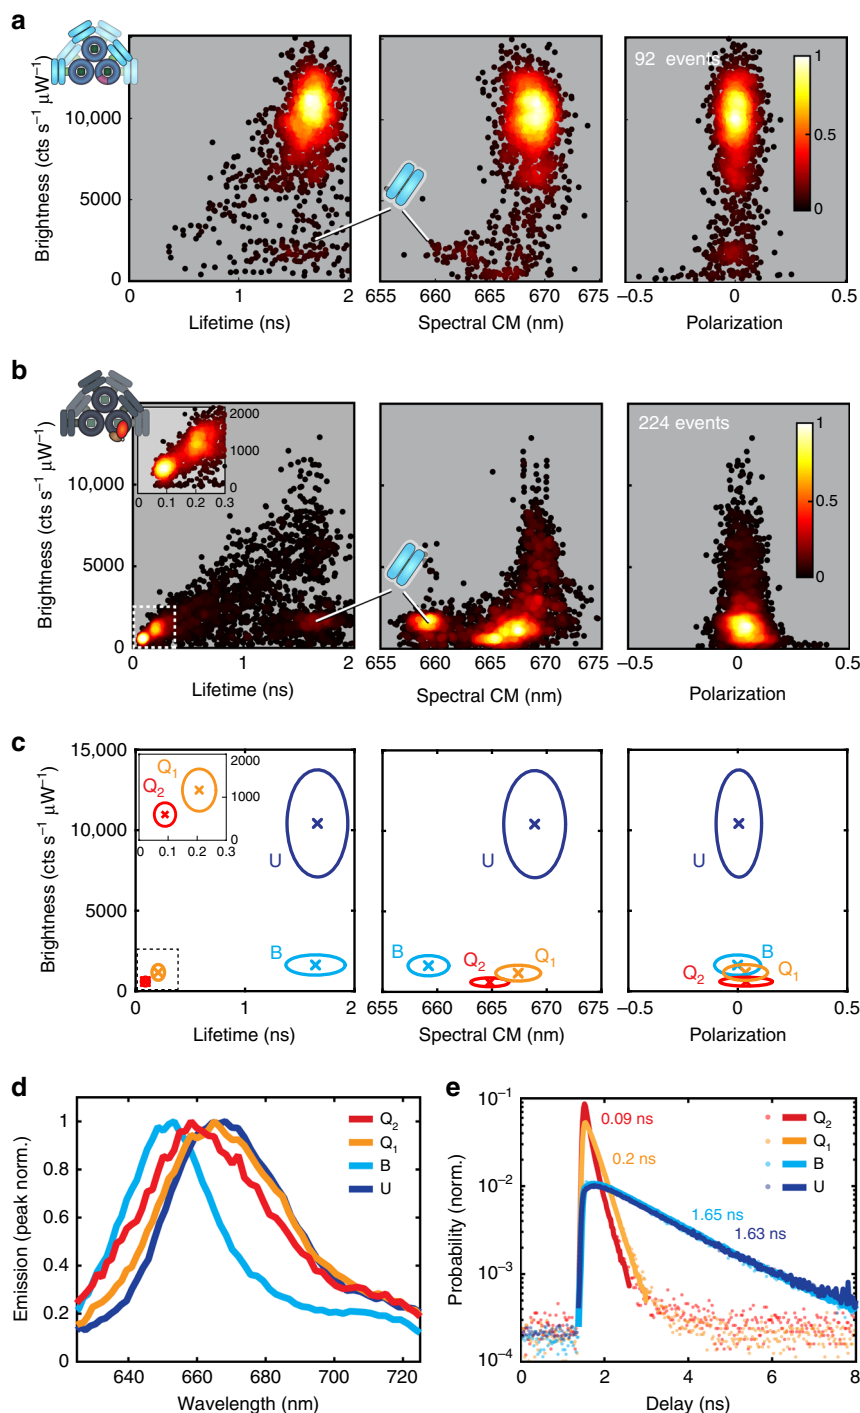 a
Brightness (cts s⁻¹ μW⁻¹)
10,000
5000
0
0 1 2
Lifetime (ns)
655 660 665 670 675
Spectral CM (nm)
92 events
1
0.5
0
−0.5 0 0.5
Polarization
b
Brightness (cts s⁻¹ μW⁻¹)
10,000
5000
0
2000
1000
0
0 0.1 0.2 0.3
0 1 2
Lifetime (ns)
655 660 665 670 675
Spectral CM (nm)
224 events
1
0.5
0
−0.5 0 0.5
Polarization
c
Brightness (cts s⁻¹ μW⁻¹)
15,000
10,000
5000
0
Q₁
Q₂
2000
1000
0
0 0.1 0.2 0.3
U
B
0 1 2
Lifetime (ns)
U
B
Q₂
Q₁
655 660 665 670 675
Spectral CM (nm)
U
B
Q₂
Q₁
−0.5 0 0.5
Polarization
d
Emission (peak norm.)
1
0.8
0.6
0.4
0.2
0
Q₂
Q₁
B
U
640 660 680 700 720
Wavelength (nm)
e
Probability (norm.)
10⁻¹
10⁻²
10⁻³
10⁻⁴
0.09 ns
0.2 ns
1.65 ns
1.63 ns
Q₂
Q₁
B
U
0 2 4 6 8
Delay (ns)